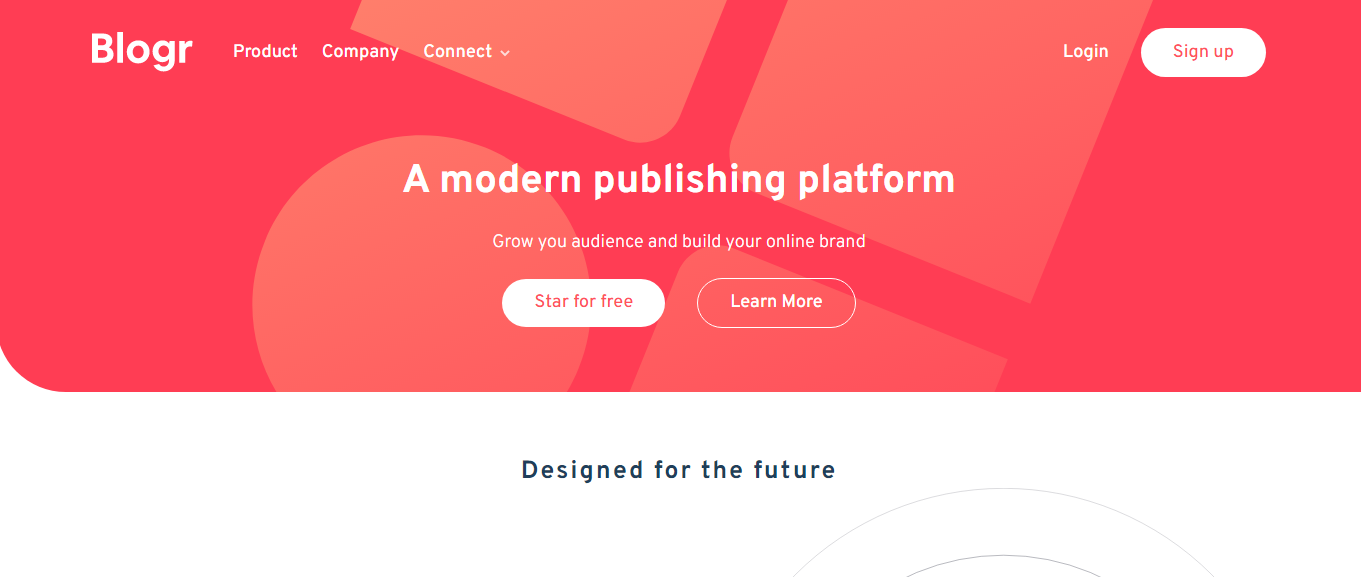 Blogr Product Company Connect Login Sign up
A modern publishing platform
Grow you audience and build your online brand
Star for free Learn More
Designed for the future